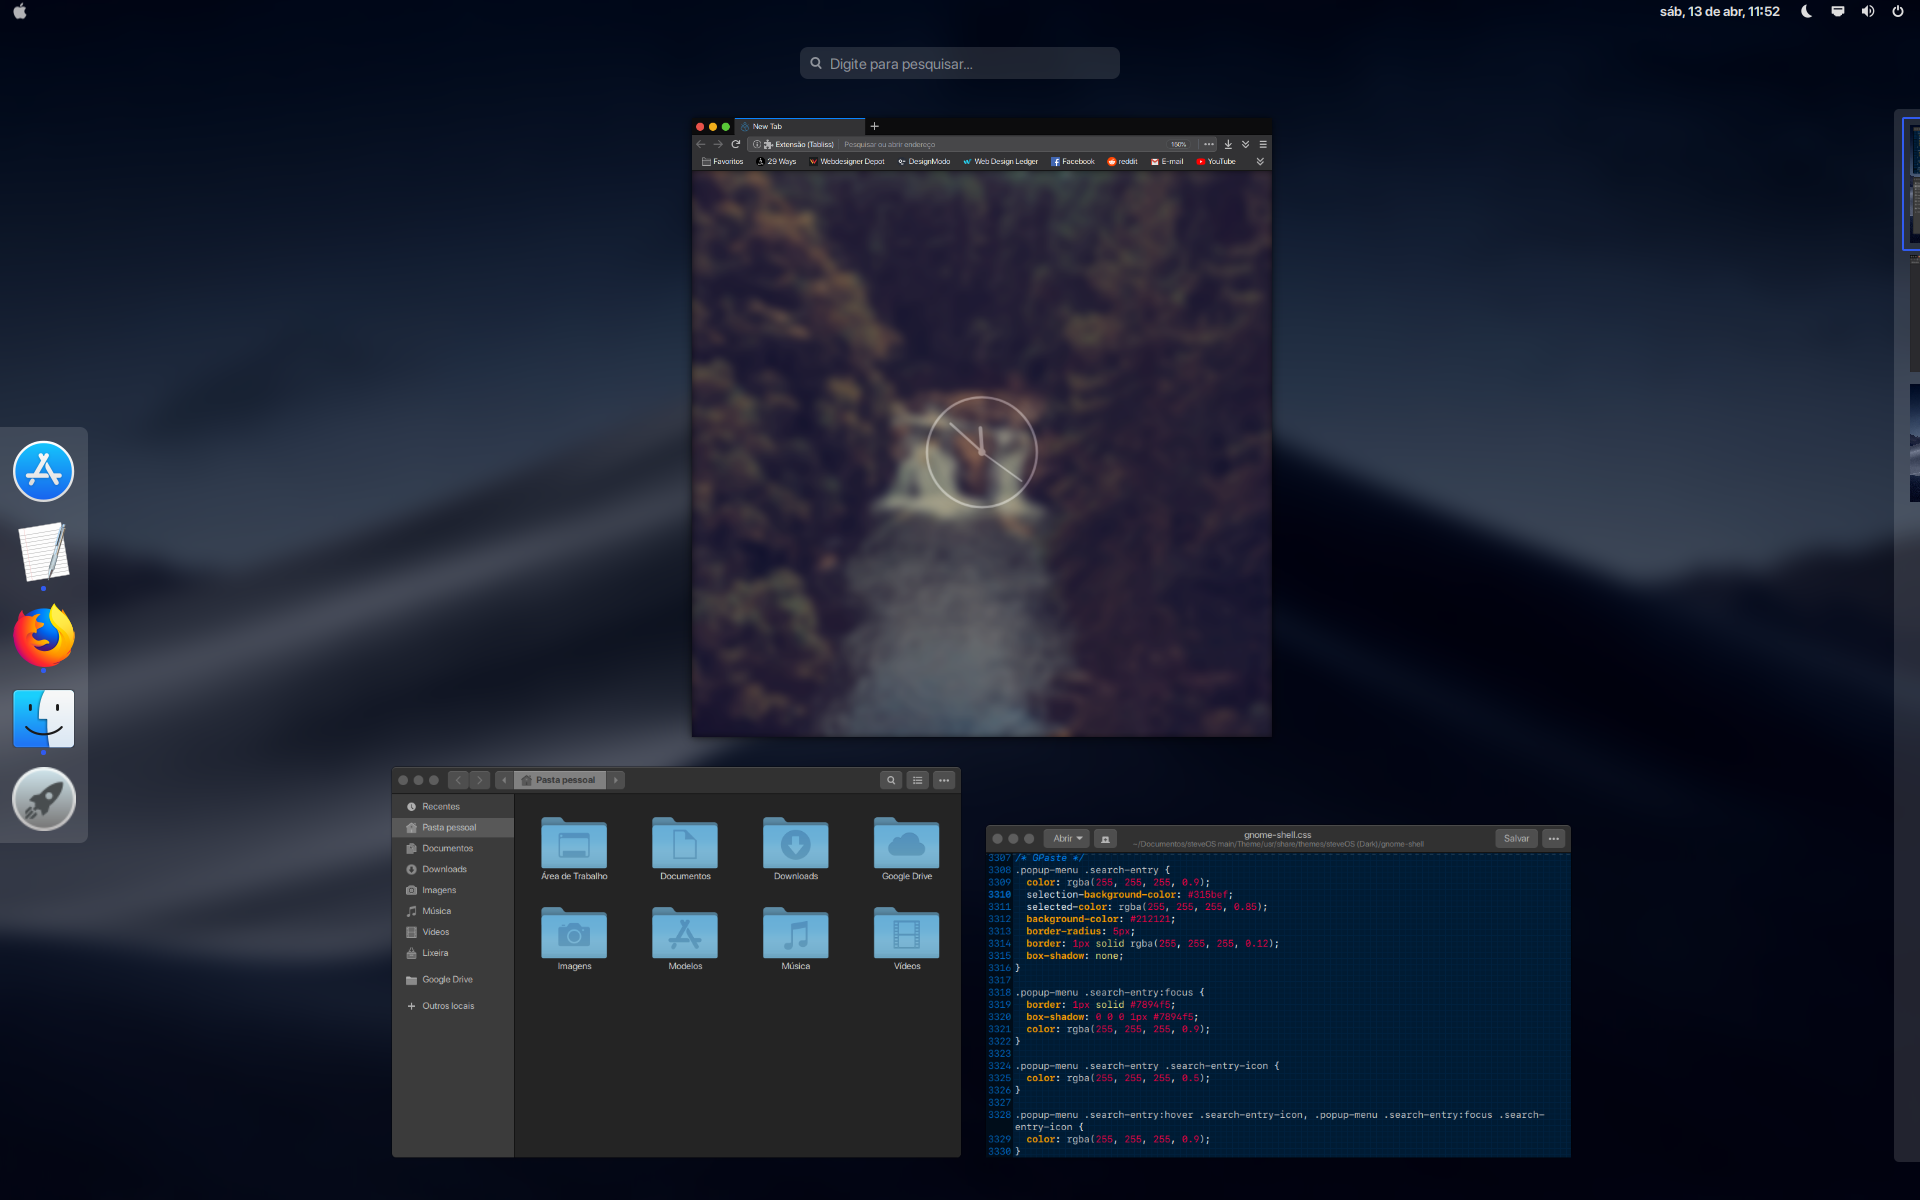 sáb, 13 de abr, 11:52
Digite para pesquisar...
New Tab
Extensão (Tabliss) Pesquisar ou abrir endereço 150%
Favoritos 29 Ways Webdesigner Depot DesignModo Web Design Ledger Facebook reddit E-mail YouTube
Pasta pessoal
Recentes
Pasta pessoal
Documentos
Downloads
Imagens
Música
Vídeos
Lixeira
Google Drive
Outros locais
Área de Trabalho Documentos Downloads Google Drive
Imagens Modelos Música Vídeos
Abrir gnome-shell.css Salvar
~/Documentos/steveOS main/Theme/usr/share/themes/steveOS (Dark)/gnome-shell
3307 /* GPaste */
3308 .popup-menu .search-entry {
3309 color: rgba(255, 255, 255, 0.9);
3310 selection-background-color: #315bef;
3311 selected-color: rgba(255, 255, 255, 0.85);
3312 background-color: #212121;
3313 border-radius: 5px;
3314 border: 1px solid rgba(255, 255, 255, 0.12);
3315 box-shadow: none;
3316 }
3317
3318 .popup-menu .search-entry:focus {
3319 border: 1px solid #7894f5;
3320 box-shadow: 0 0 0 1px #7894f5;
3321 color: rgba(255, 255, 255, 0.9);
3322 }
3323
3324 .popup-menu .search-entry .search-entry-icon {
3325 color: rgba(255, 255, 255, 0.5);
3326 }
3327
3328 .popup-menu .search-entry:hover .search-entry-icon, .popup-menu .search-entry:focus .search-
entry-icon {
3329 color: rgba(255, 255, 255, 0.9);
3330 }